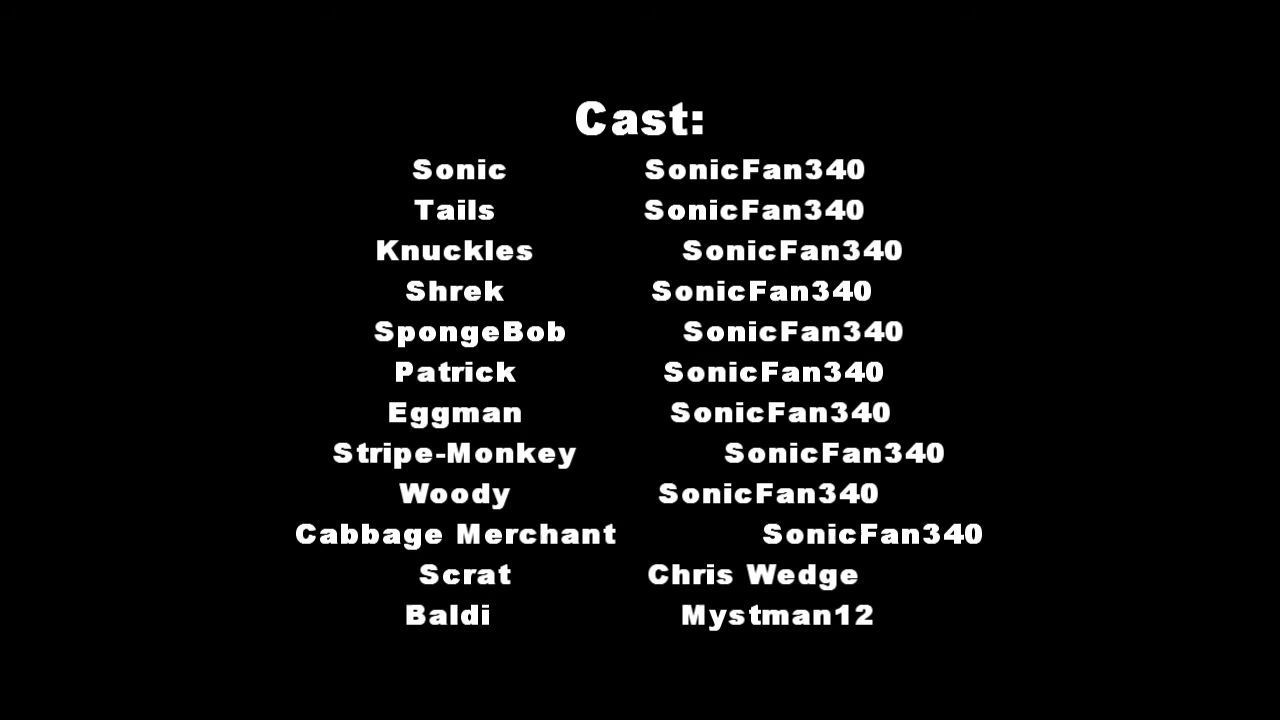 Cast:
Sonic SonicFan340
Tails SonicFan340
Knuckles SonicFan340
Shrek SonicFan340
SpongeBob SonicFan340
Patrick SonicFan340
Eggman SonicFan340
Stripe-Monkey SonicFan340
Woody SonicFan340
Cabbage Merchant SonicFan340
Scrat Chris Wedge
Baldi Mystman12